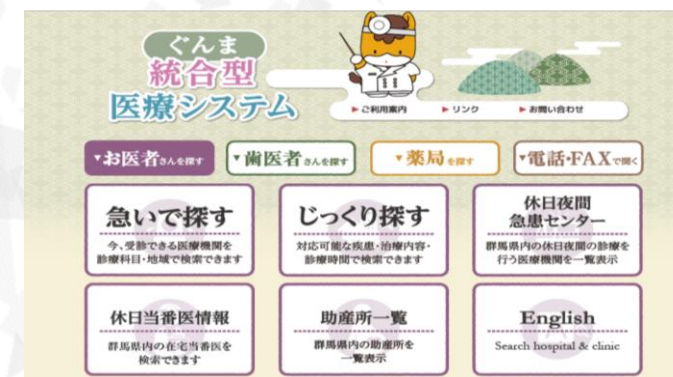 ぐんま
統合型
医療システム
▶ご利用案内 ▶リンク ▶お問い合わせ
▼お医者さんを探す ▼歯医者さんを探す ▼薬局を探す ▼電話・FAXで聞く
急いで探す
今、受診できる医療機関を
診療科目・地域で検索できます
じっくり探す
対応可能な疾患・治療内容・
診療時間で検索できます
休日夜間
急患センター
群馬県内の休日夜間の診療を
行う医療機関を一覧表示
休日当番医情報
群馬県内の在宅当番医を
検索できます
助産所一覧
群馬県内の助産所を
一覧表示
English
Search hospital & clinic